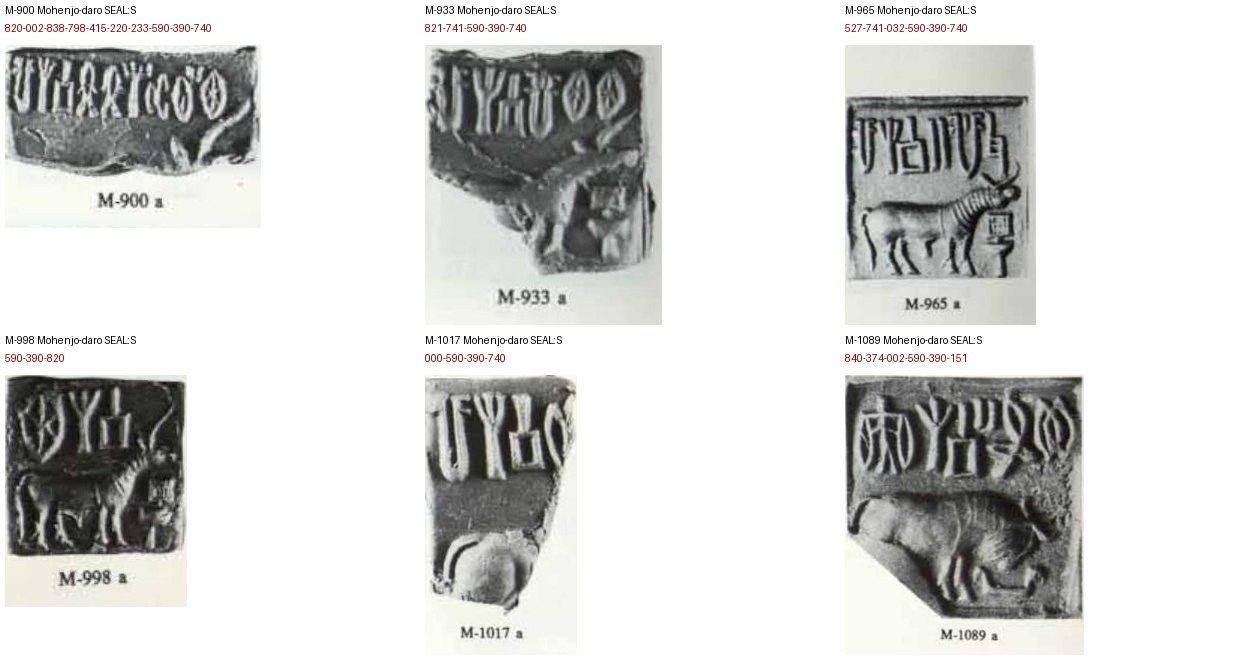 M-900 Mohenjo-daro SEAL:S
820-002-838-798-415-220-233-590-390-740
M-900 a
M-933 Mohenjo-daro SEAL:S
821-741-590-390-740
M-933 a
M-965 Mohenjo-daro SEAL:S
527-741-032-590-390-740
M-965 a
M-998 Mohenjo-daro SEAL:S
590-390-820
M-998 a
M-1017 Mohenjo-daro SEAL:S
000-590-390-740
M-1017 a
M-1089 Mohenjo-daro SEAL:S
840-374-002-590-390-151
M-1089 a